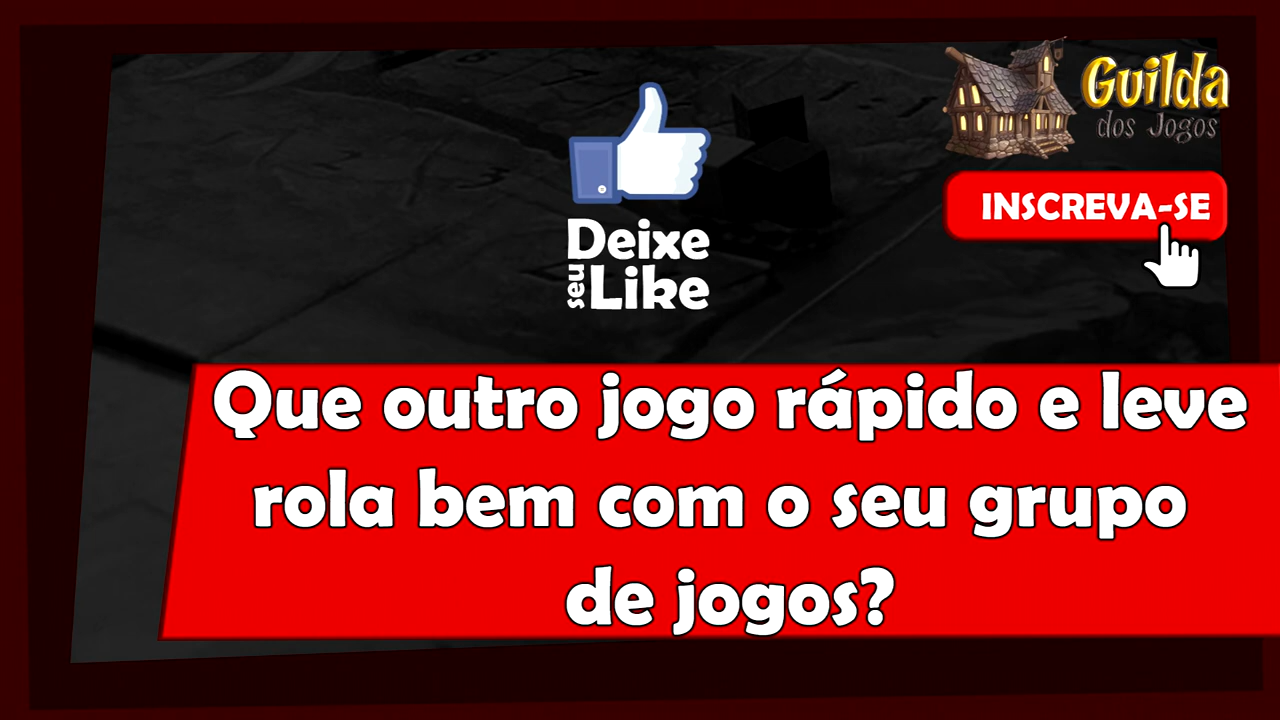 Guilda
dos Jogos
INSCREVA-SE
Deixe
seu Like
Que outro jogo rápido e leve
rola bem com o seu grupo
de jogos?